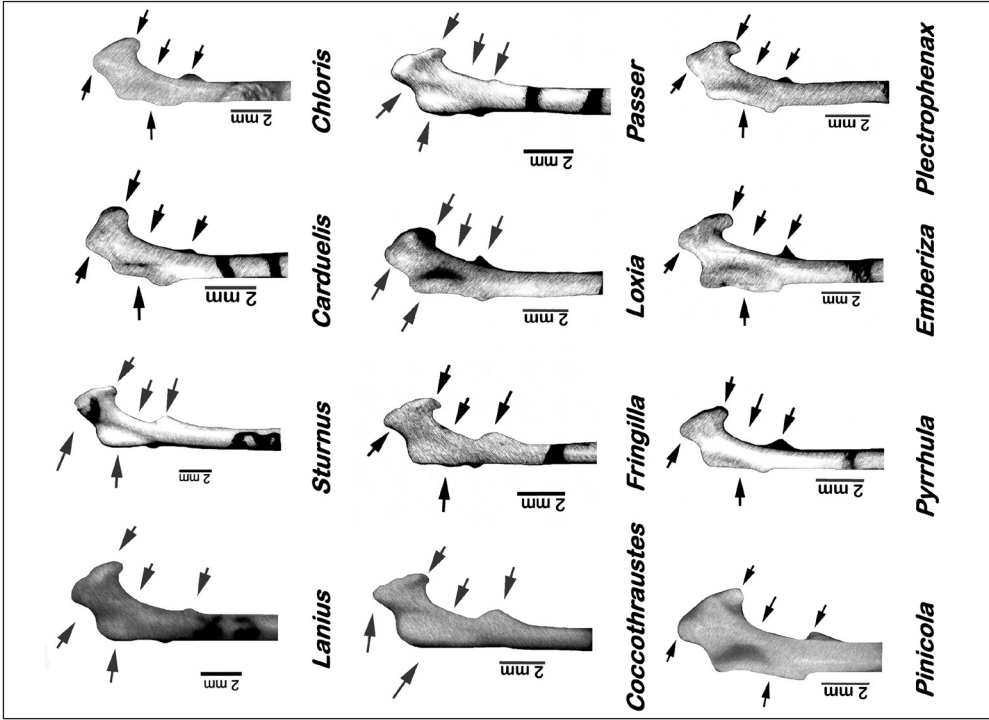 2 mm
Lanius
2 mm
Sturnus
2 mm
Carduelis
2 mm
Chloris
2 mm
Coccothraustes
2 mm
Fringilla
2 mm
Loxia
2 mm
Passer
2 mm
Pinicola
2 mm
Pyrrhula
2 mm
Emberiza
2 mm
Plectrophenax